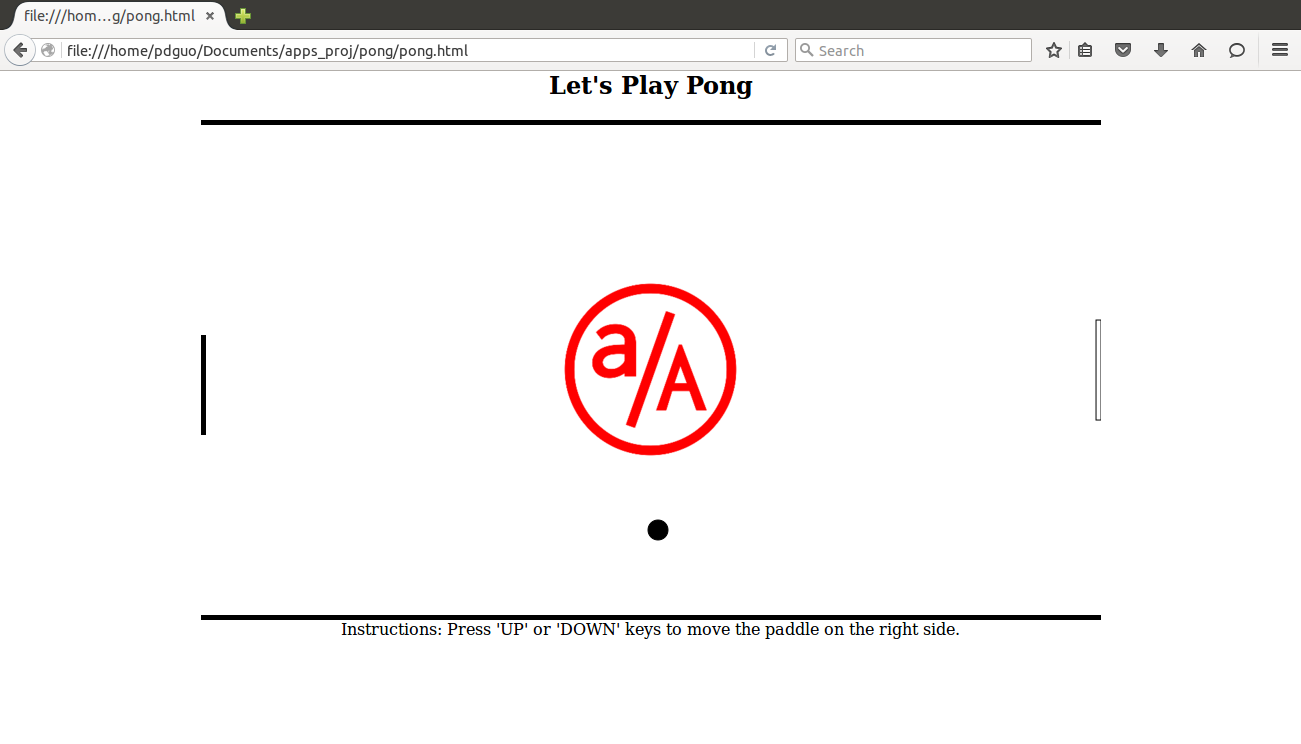 file:///hom...g/pong.html
file:///home/pdguo/Documents/apps_proj/pong/pong.html
Search
Let's Play Pong
a/A
Instructions: Press 'UP' or 'DOWN' keys to move the paddle on the right side.